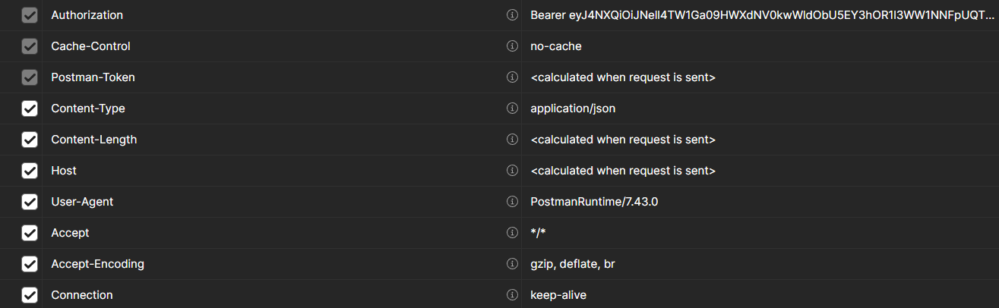 Authorization Bearer eyJ4NXQiOiJNell4TW1Ga09HWXdNV0kwWldObU5EY3hOR1l3WW1NNFpUQT...
Cache-Control no-cache
Postman-Token <calculated when request is sent>
Content-Type application/json
Content-Length <calculated when request is sent>
Host <calculated when request is sent>
User-Agent PostmanRuntime/7.43.0
Accept */*
Accept-Encoding gzip, deflate, br
Connection keep-alive